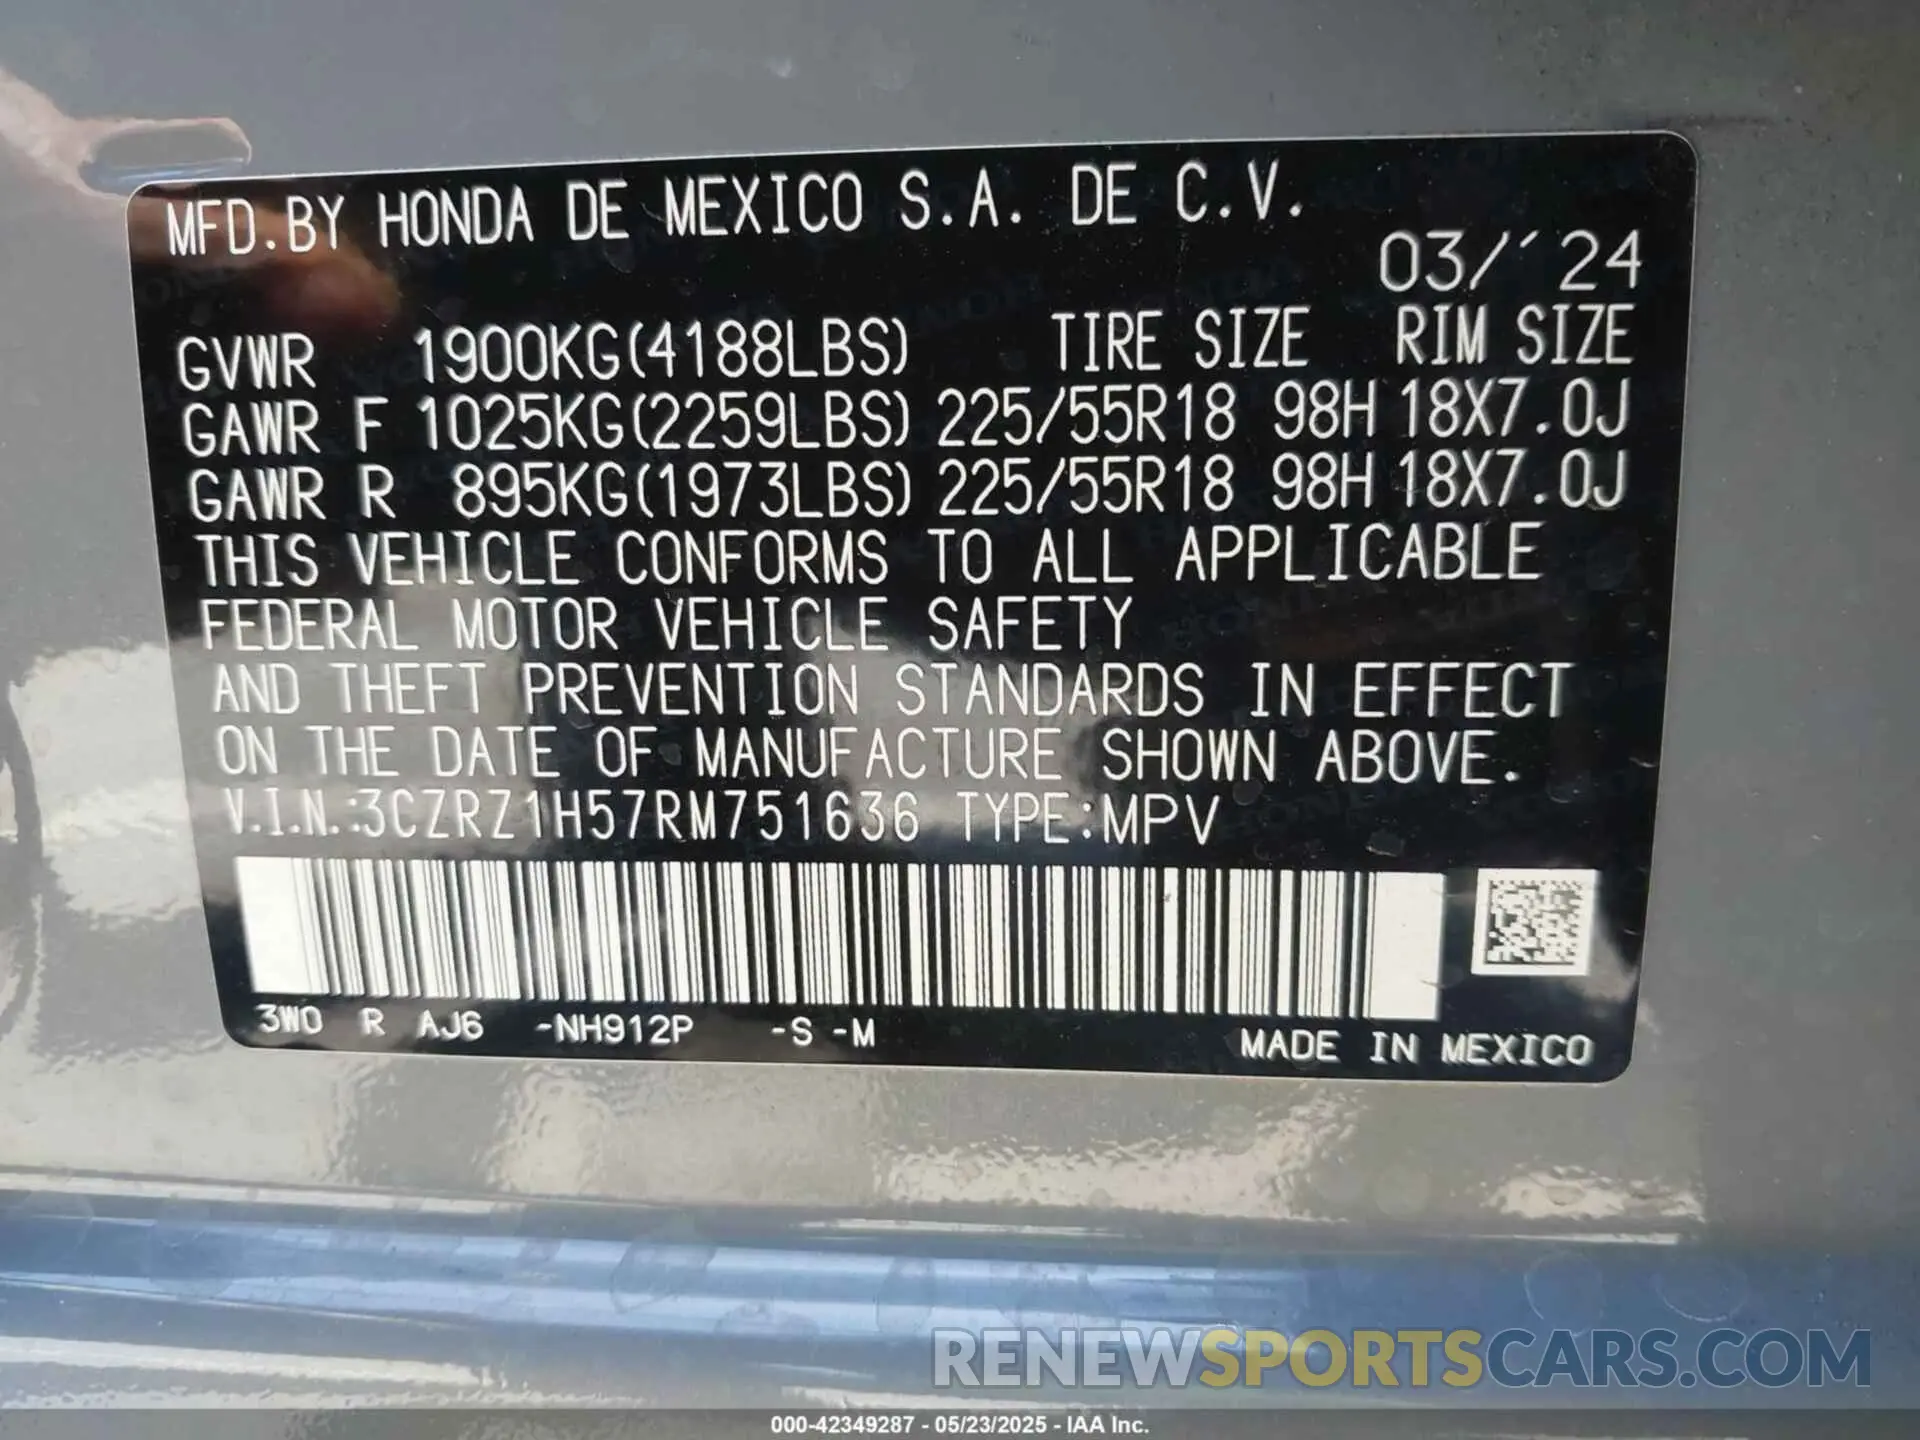 MFD.BY HONDA DE MEXICO S.A. DE C.V.
03/´24
GVWR 1900KG(4188LBS) TIRE SIZE RIM SIZE
GAWR F 1025KG(2259LBS) 225/55R18 98H 18X7.0J
GAWR R 895KG(1973LBS) 225/55R18 98H 18X7.0J
THIS VEHICLE CONFORMS TO ALL APPLICABLE
FEDERAL MOTOR VEHICLE SAFETY
AND THEFT PREVENTION STANDARDS IN EFFECT
ON THE DATE OF MANUFACTURE SHOWN ABOVE.
V.I.N.:3CZRZ1H57RM751636 TYPE:MPV
3W0 R AJ6 -NH912P -S -M
MADE IN MEXICO
RENEWSPORTSCARS.COM
000-42349287 - 05/23/2025 - IAA Inc.